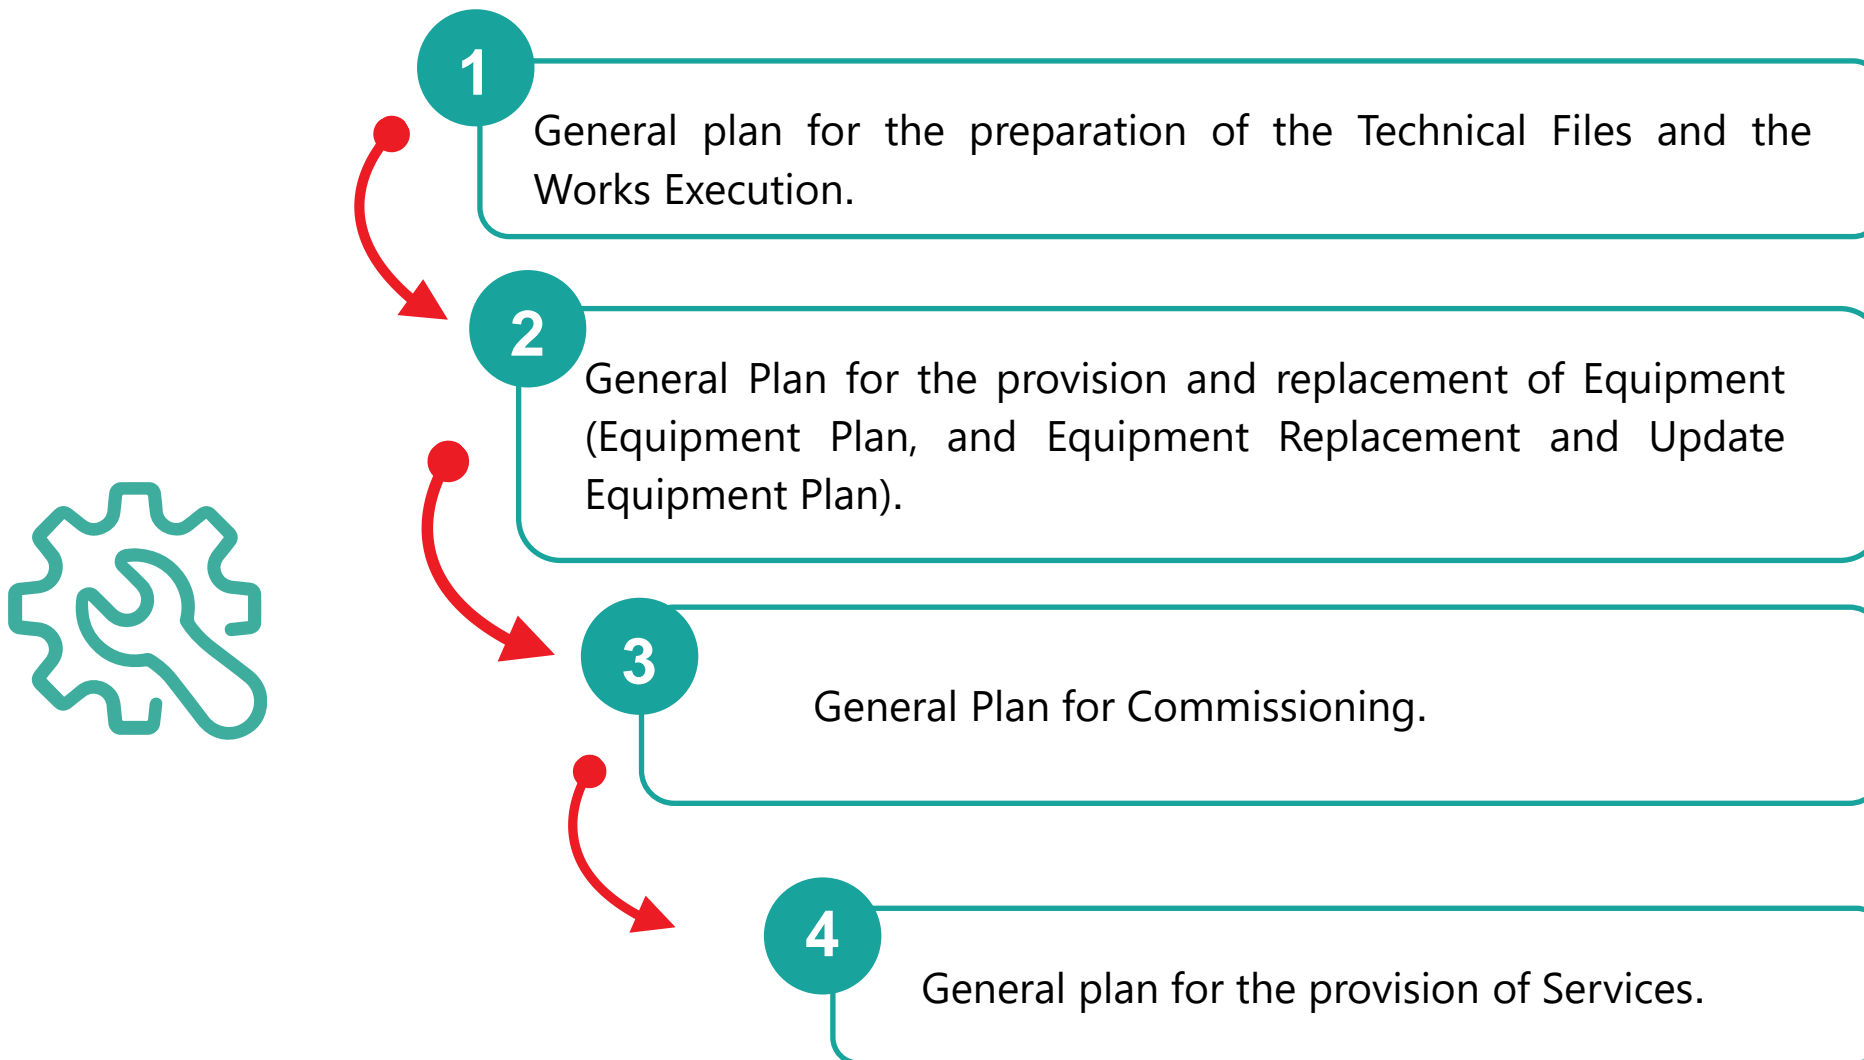 1
General plan for the preparation of the Technical Files and the
Works Execution.
2
General Plan for the provision and replacement of Equipment
(Equipment Plan, and Equipment Replacement and Update
Equipment Plan).
3
General Plan for Commissioning.
4
General plan for the provision of Services.